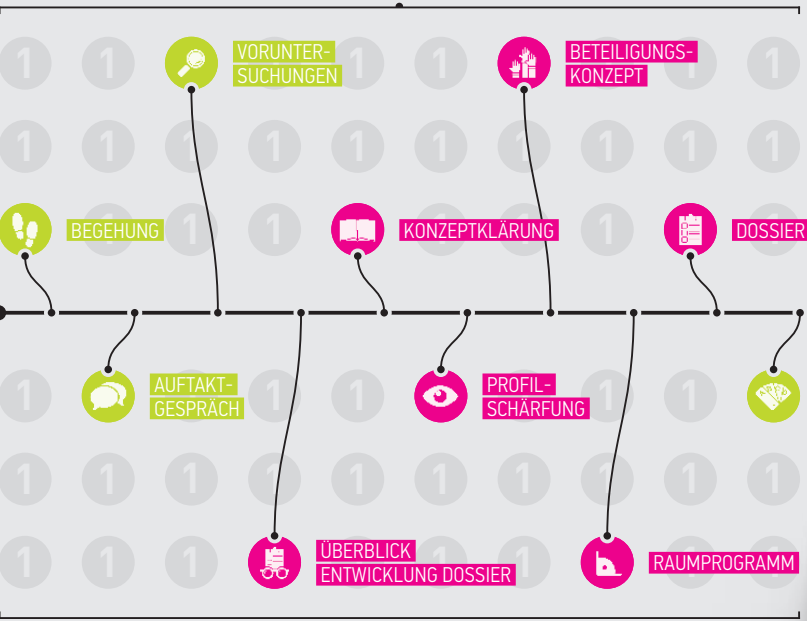 VORUNTER-
SUCHUNGEN
BETEILIGUNGS-
KONZEPT
BEGEHUNG
KONZEPTKLÄRUNG
DOSSIER
AUFTAKT-
GESPRÄCH
PROFIL-
SCHÄRFUNG
ÜBERBLICK
ENTWICKLUNG DOSSIER
RAUMPROGRAMM